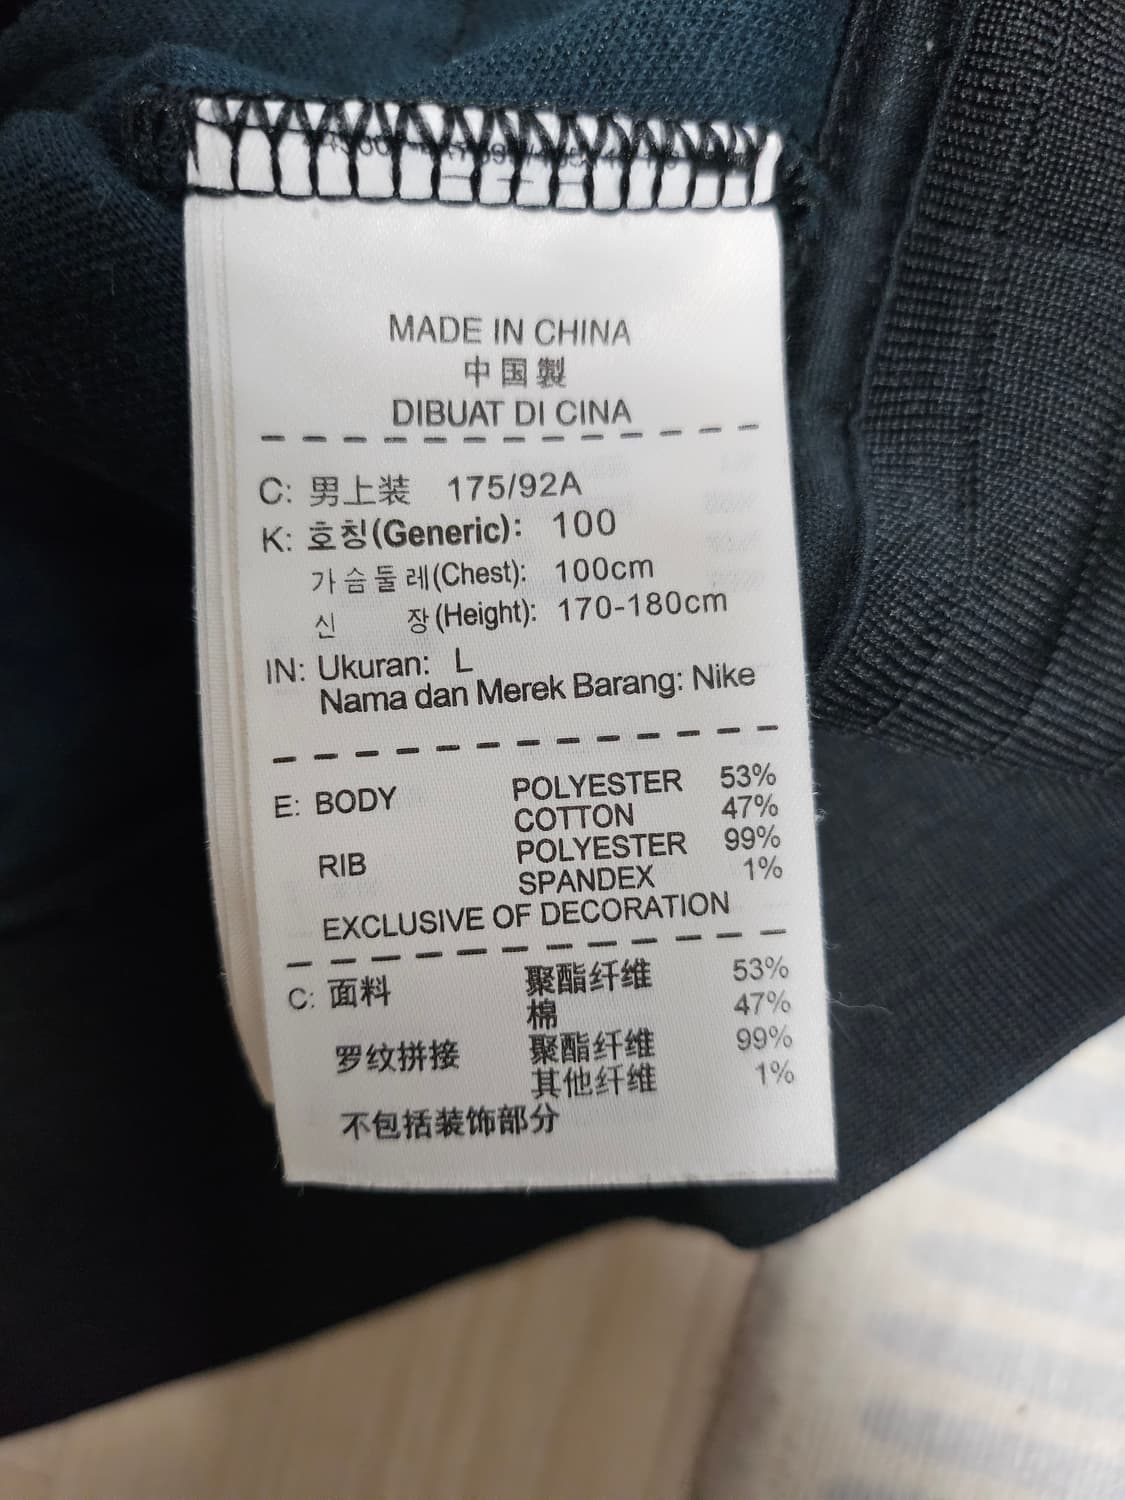 MADE IN CHINA
中国製
DIBUAT DI CINA
C: 男上装 175/92A
K: 호칭(Generic): 100
가슴둘레(Chest): 100cm
신 장(Height): 170-180cm
IN: Ukuran: L
Nama dan Merek Barang: Nike
E: BODY POLYESTER 53%
COTTON 47%
RIB POLYESTER 99%
SPANDEX 1%
EXCLUSIVE OF DECORATION
C: 面料 聚酯纤维 53%
棉 47%
罗纹拼接 聚酯纤维 99%
其他纤维 1%
不包括装饰部分